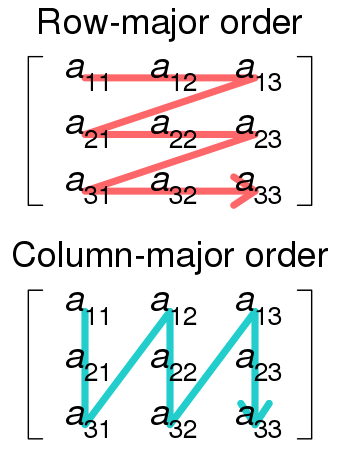 Row-major order
a11 a12 a13
a21 a22 a23
a31 a32 a33
Column-major order
a11 a12 a13
a21 a22 a23
a31 a32 a33